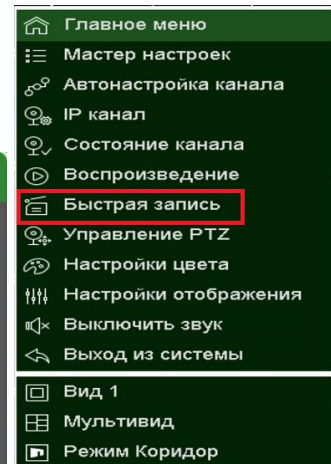 Главное меню
Мастер настроек
Автонастройка канала
IP канал
Состояние канала
Воспроизведение
Быстрая запись
Управление PTZ
Настройки цвета
Настройки отображения
Выключить звук
Выход из системы
Вид 1
Мультивид
Режим Коридор